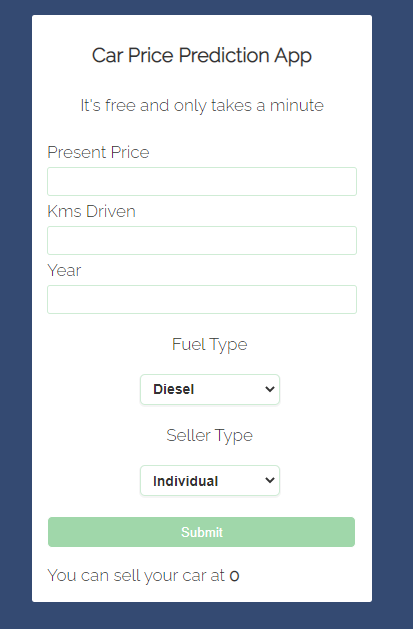 Car Price Prediction App
It's free and only takes a minute
Present Price
Kms Driven
Year
Fuel Type
Diesel
Seller Type
Individual
Submit
You can sell your car at 0